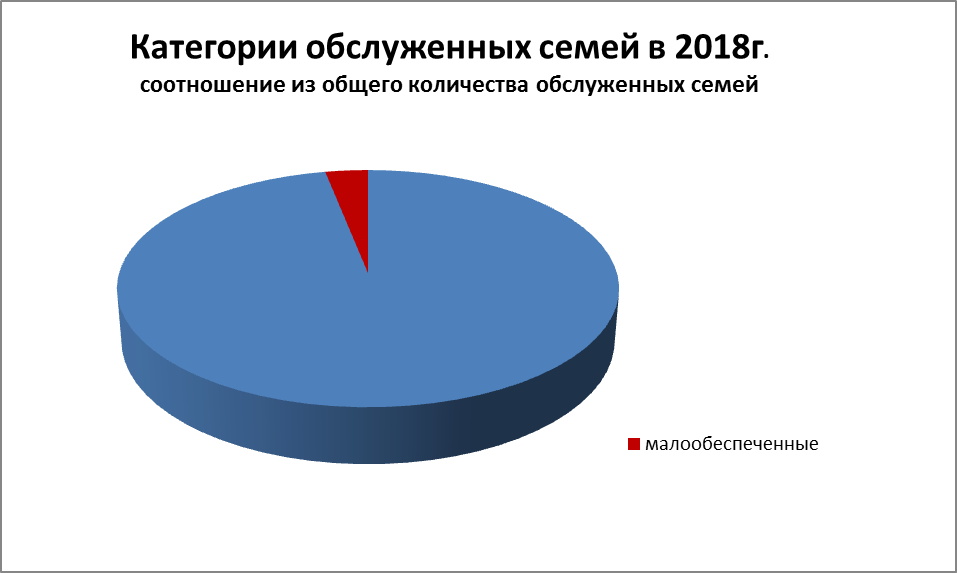 Категории обслуженных семей в 2018г.
соотношение из общего количества обслуженных семей
малообеспеченные